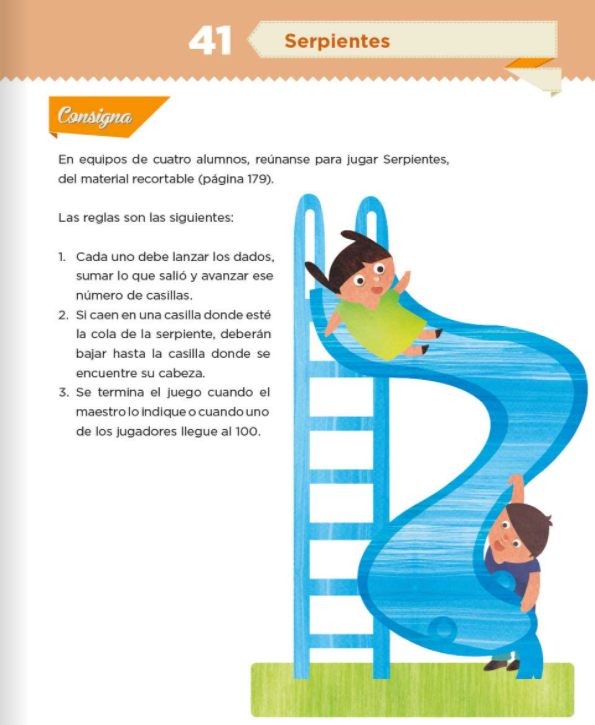 41
Serpientes
Consigna
En equipos de cuatro alumnos, reúnanse para jugar Serpientes,
del material recortable (página 179).
Las reglas son las siguientes:
1. Cada uno debe lanzar los dados,
sumar lo que salió y avanzar ese
número de casillas.
2. Si caen en una casilla donde esté
la cola de la serpiente, deberán
bajar hasta la casilla donde se
encuentre su cabeza.
3. Se termina el juego cuando el
maestro lo indique o cuando uno
de los jugadores llegue al 100.